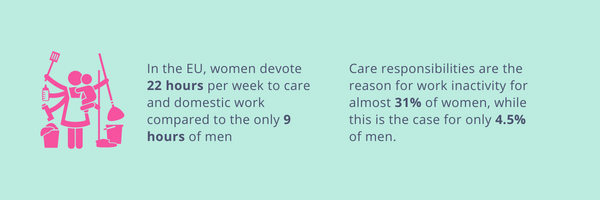 In the EU, women devote
22 hours per week to care
and domestic work
compared to the only 9
hours of men
Care responsibilities are the
reason for work inactivity for
almost 31% of women, while
this is the case for only 4.5%
of men.